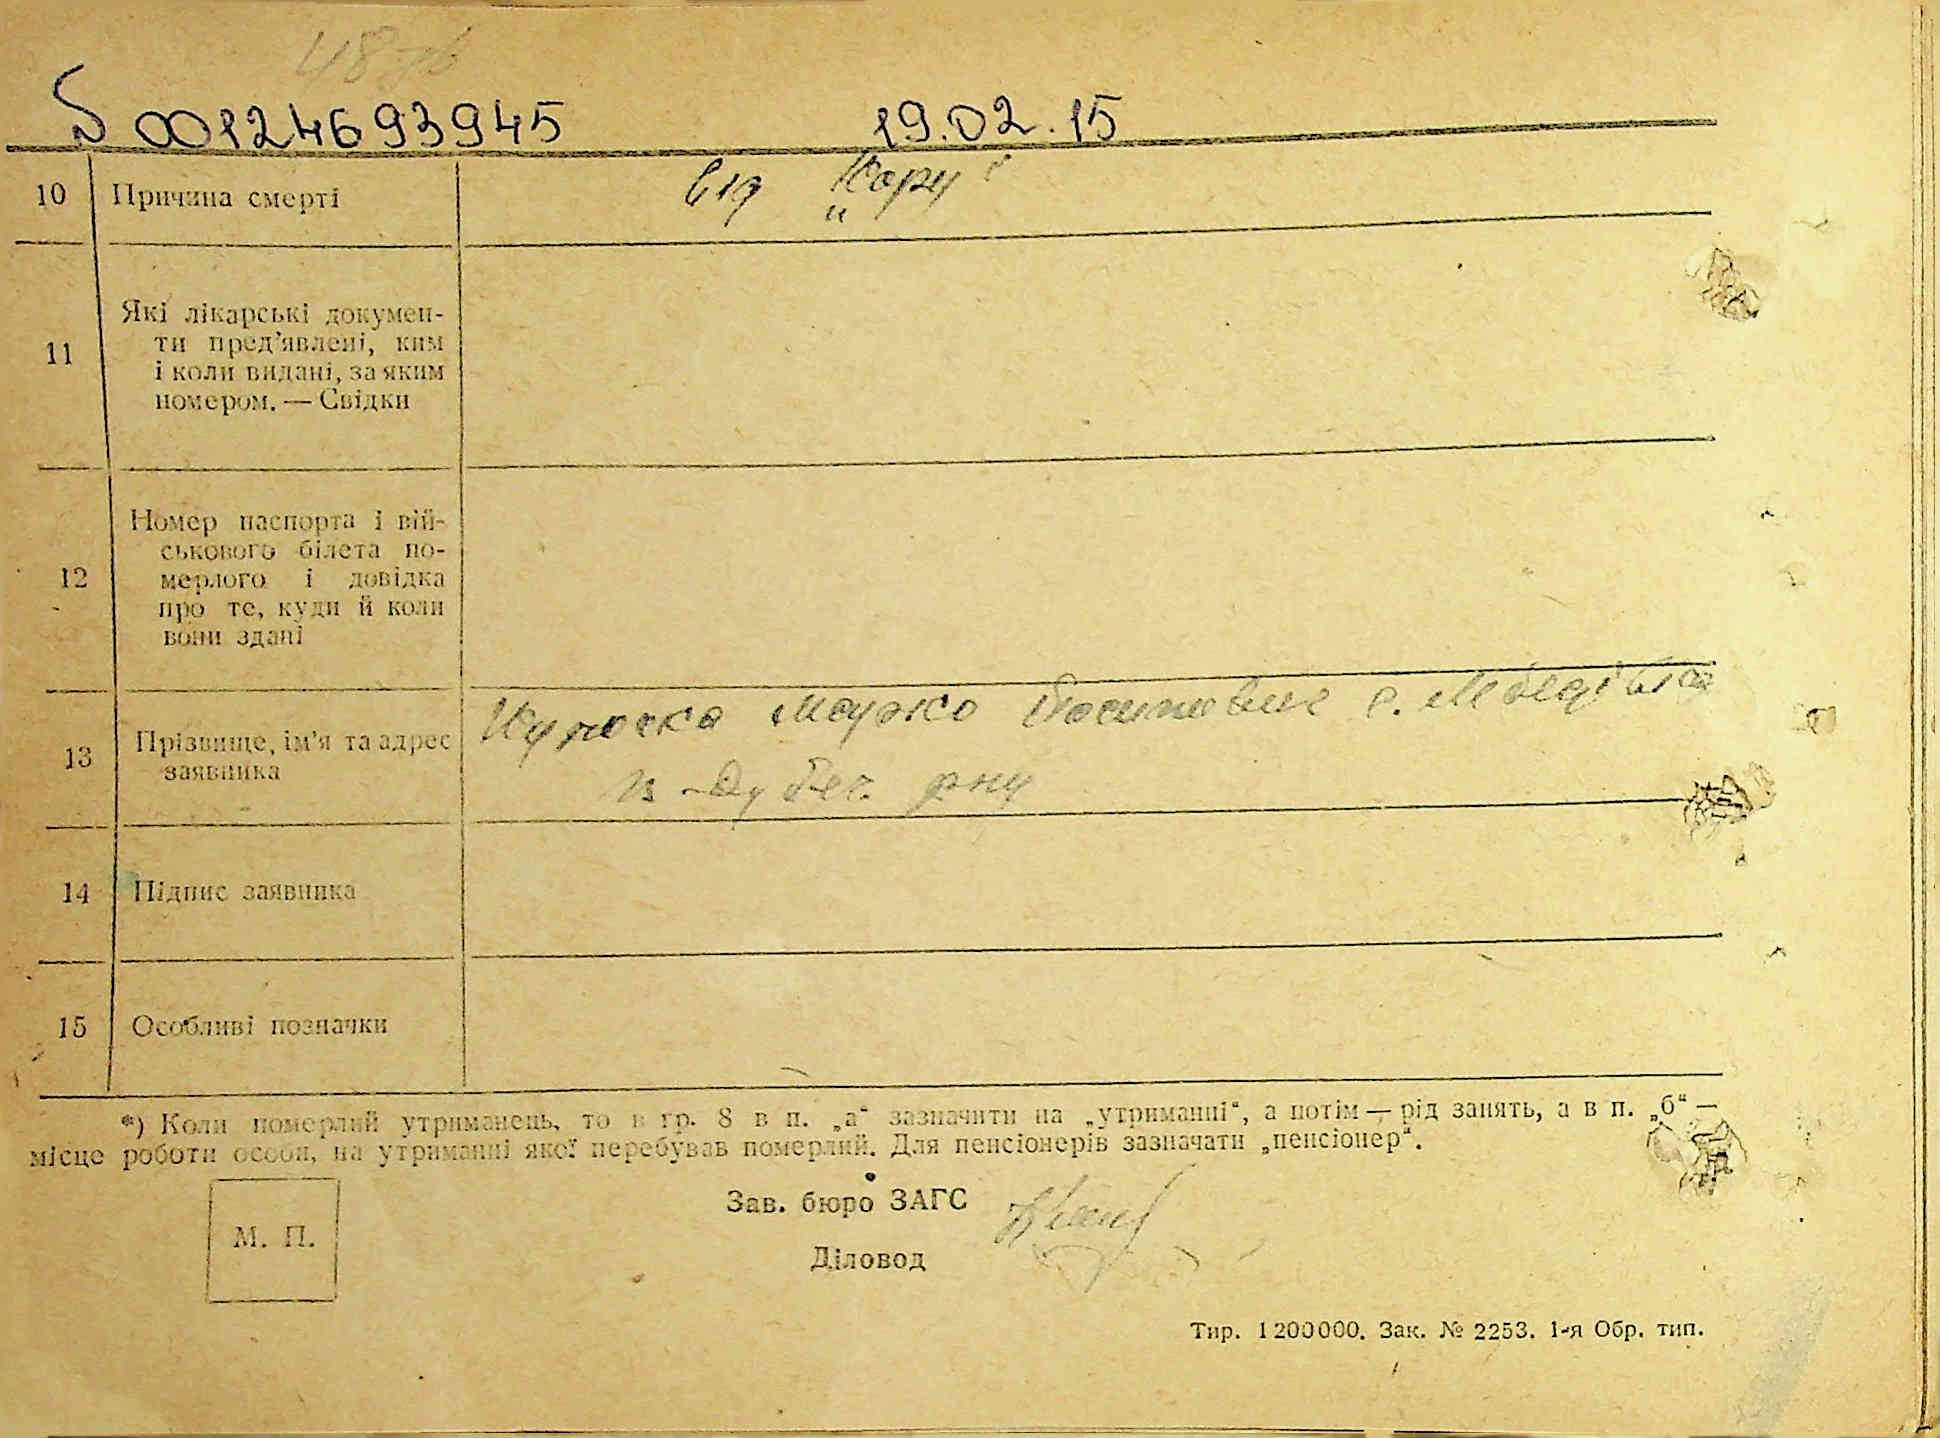 00124693945 19.02.15
10 Причина смерті від „Кору“
11 Які лікарські докумен-
ти пред’явлені, ким
і коли видані, за яким
номером. — Свідки
12 Номер паспорта і вій-
ськового білета по-
мерлого і довідка
про те, куди й коли
вони здані
13 Прізвище, ім’я та адрес
заявника
с.
рну
14 Підпис заявника
15 Особливі позначки
*) Коли померлий утриманець, то в гр. 8 в п. „а“ зазначити на „утриманні“, а потім — рід занять, а в п. „б“ —
місце роботи особи, на утриманні якої перебував померлий. Для пенсіонерів зазначати „пенсіонер“.
М. П.
Зав. бюро ЗАГС
Діловод
Тир. 1200000. Зак. № 2253. 1-я Обр. тип.